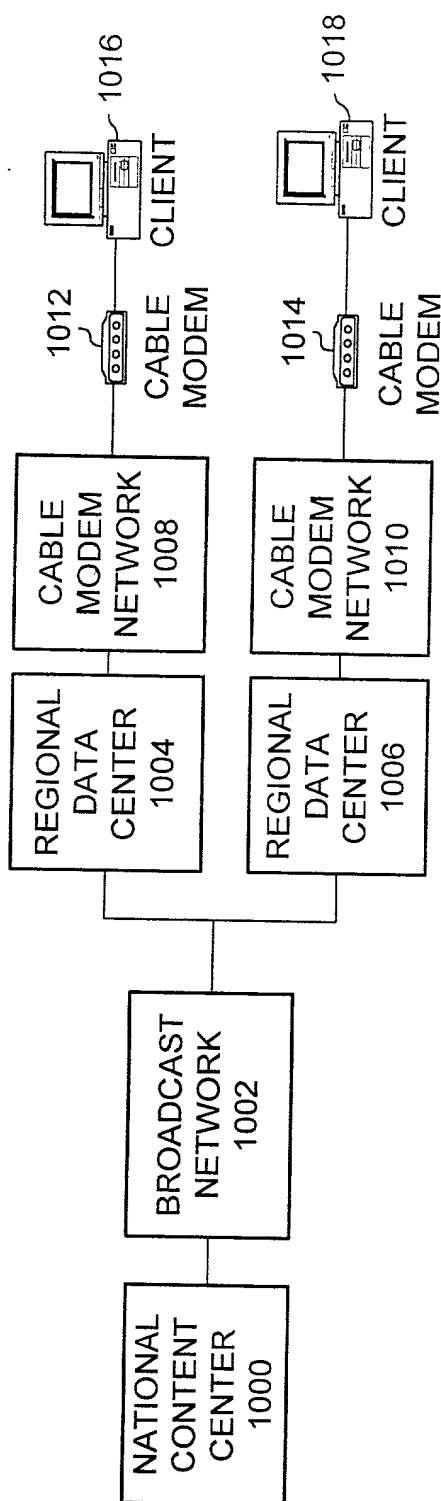 NATIONAL
CONTENT
CENTER
1000
BROADCAST
NETWORK
1002
REGIONAL
DATA
CENTER
1004
CABLE
MODEM
NETWORK
1008
1012
CABLE
MODEM
1016
CLIENT
REGIONAL
DATA
CENTER
1006
CABLE
MODEM
NETWORK
1010
1014
CABLE
MODEM
1018
CLIENT